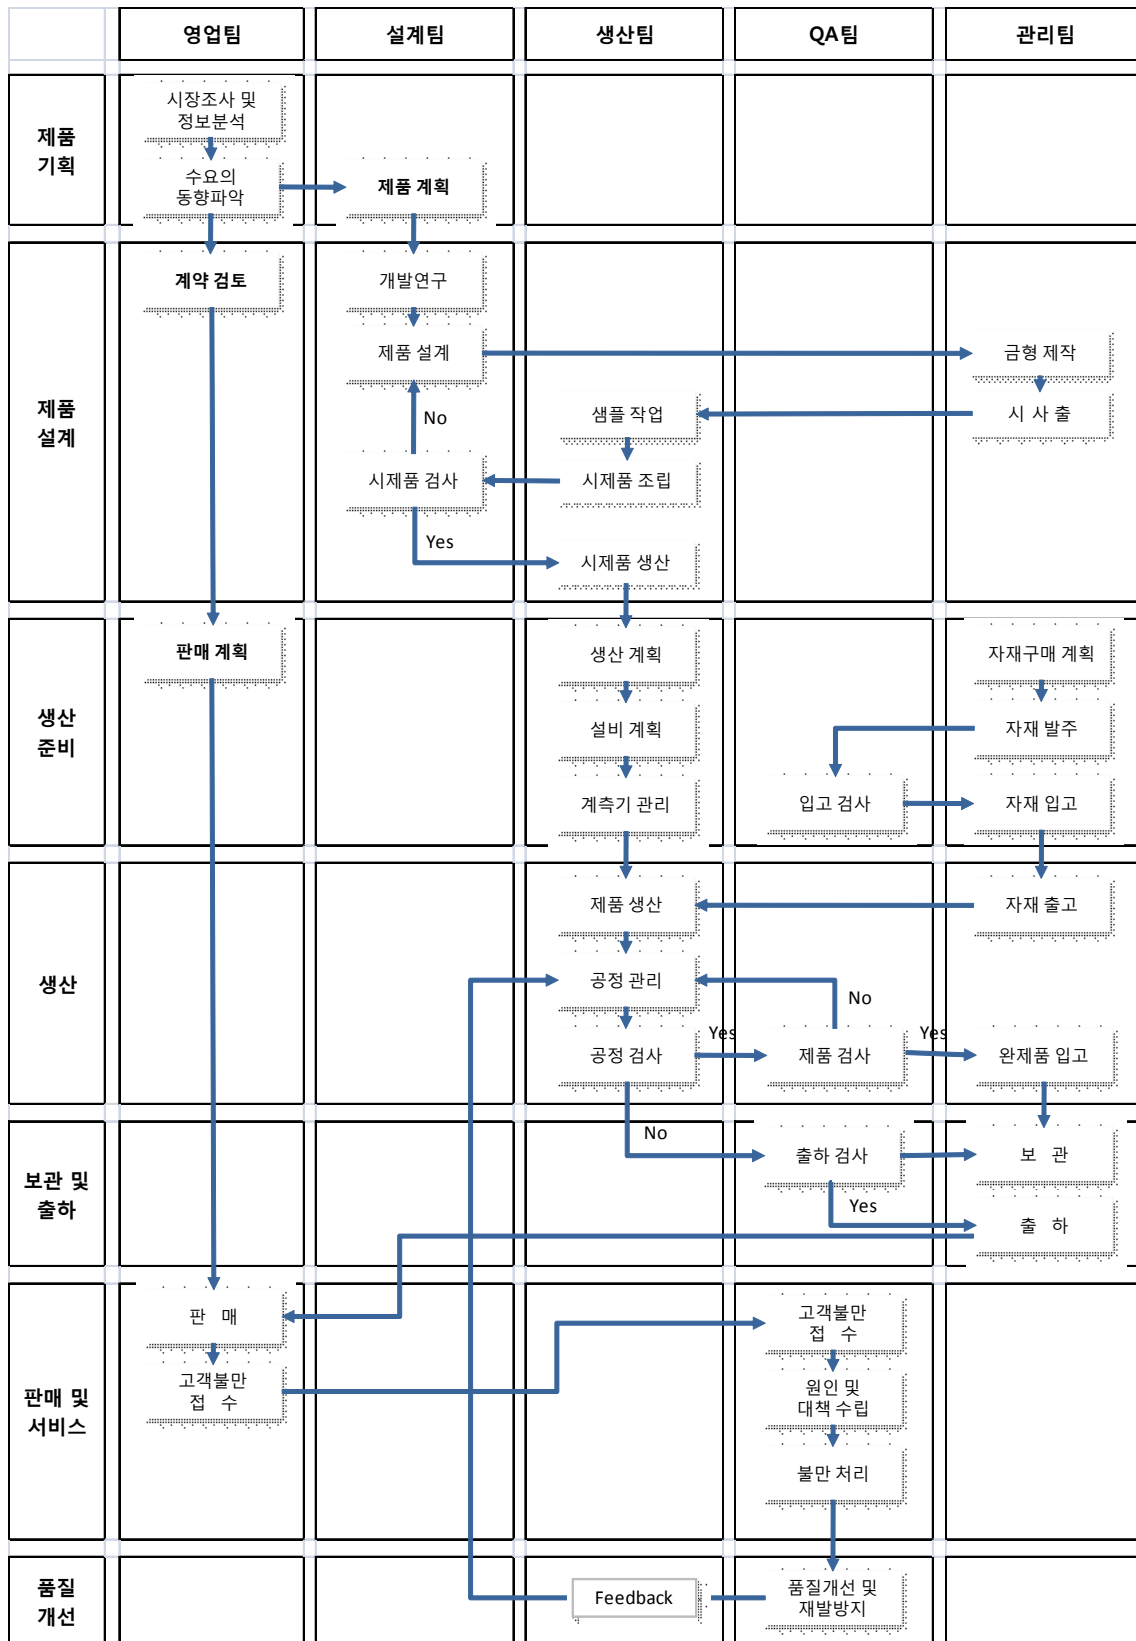 영업팀
설계팀
생산팀
QA팀
관리팀
제품
기획
시장조사 및
정보분석
수요의
동향파악
제품 계획
제품
설계
계약 검토
개발연구
제품 설계
금형 제작
No
샘플 작업
시 사 출
시제품 검사
시제품 조립
Yes
시제품 생산
생산
준비
판매 계획
생산 계획
자재구매 계획
설비 계획
자재 발주
계측기 관리
입고 검사
자재 입고
생산
제품 생산
자재 출고
공정 관리
No
공정 검사
Yes
제품 검사
Yes
완제품 입고
보관 및
출하
No
출하 검사
보 관
Yes
출 하
판매 및
서비스
판 매
고객불만
접 수
고객불만
접 수
원인 및
대책 수립
불만 처리
품질
개선
Feedback
품질개선 및
재발방지